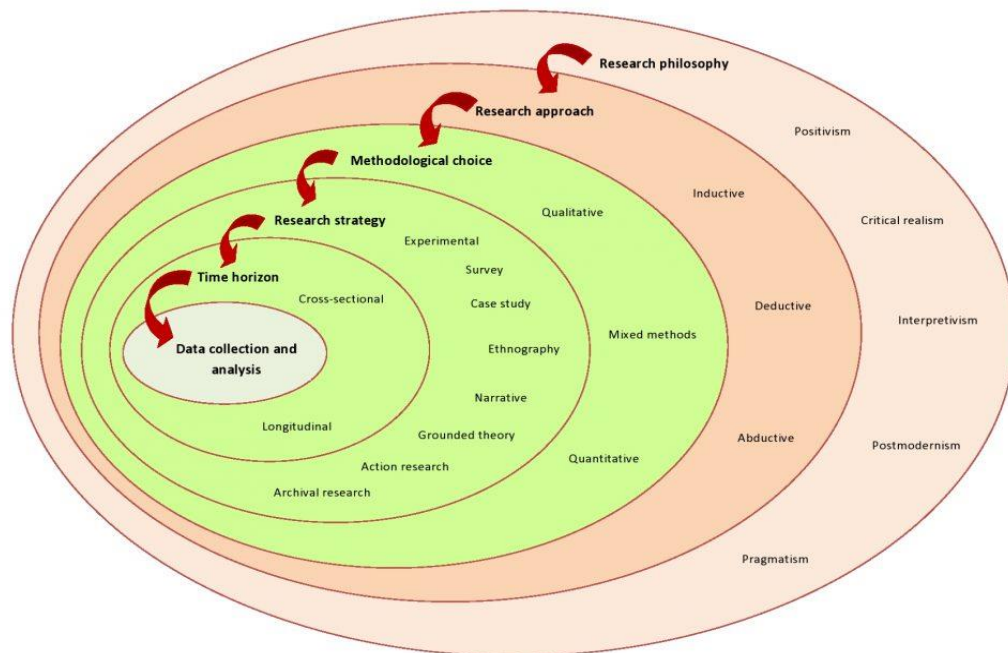 Research philosophy
Research approach
Positivism
Methodological choice
Inductive
Qualitative
Research strategy
Critical realism
Experimental
Survey
Time horizon
Cross-sectional
Case study
Deductive
Interpretivism
Mixed methods
Data collection and
analysis
Ethnography
Narrative
Longitudinal
Grounded theory
Abductive
Postmodernism
Quantitative
Action research
Archival research
Pragmatism